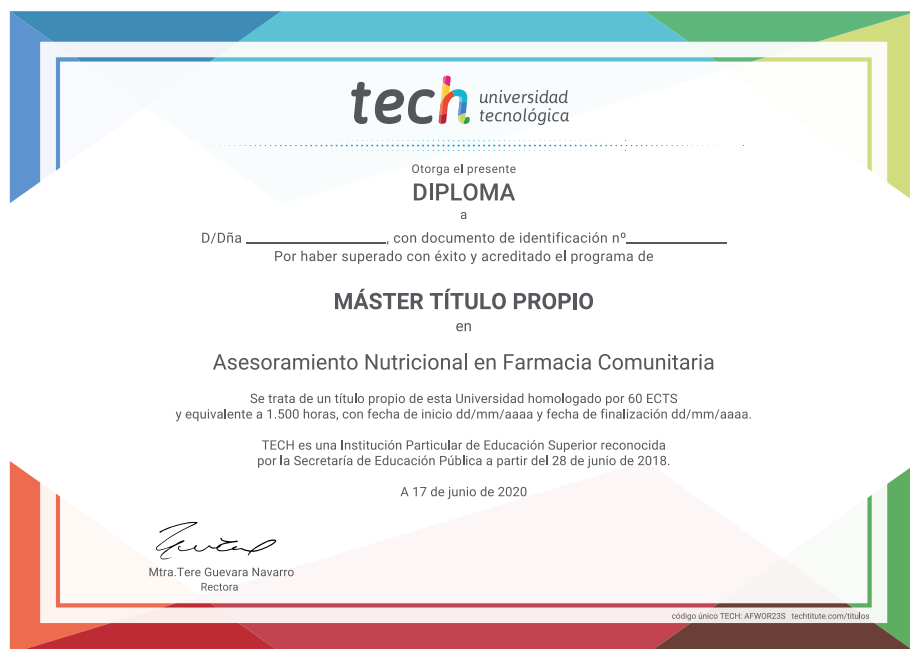 tech universidad
tecnológica
Otorga el presente
DIPLOMA
a
D/Dña ____________________, con documento de identificación nº______________
Por haber superado con éxito y acreditado el programa de
MÁSTER TÍTULO PROPIO
en
Asesoramiento Nutricional en Farmacia Comunitaria
Se trata de un título propio de esta Universidad homologado por 60 ECTS
y equivalente a 1.500 horas, con fecha de inicio dd/mm/aaaa y fecha de finalización dd/mm/aaaa.
TECH es una Institución Particular de Educación Superior reconocida
por la Secretaría de Educación Pública a partir del 28 de junio de 2018.
A 17 de junio de 2020
Mtra.Tere Guevara Navarro
Rectora
código único TECH: AFWOR23S techtitute.com/titulos